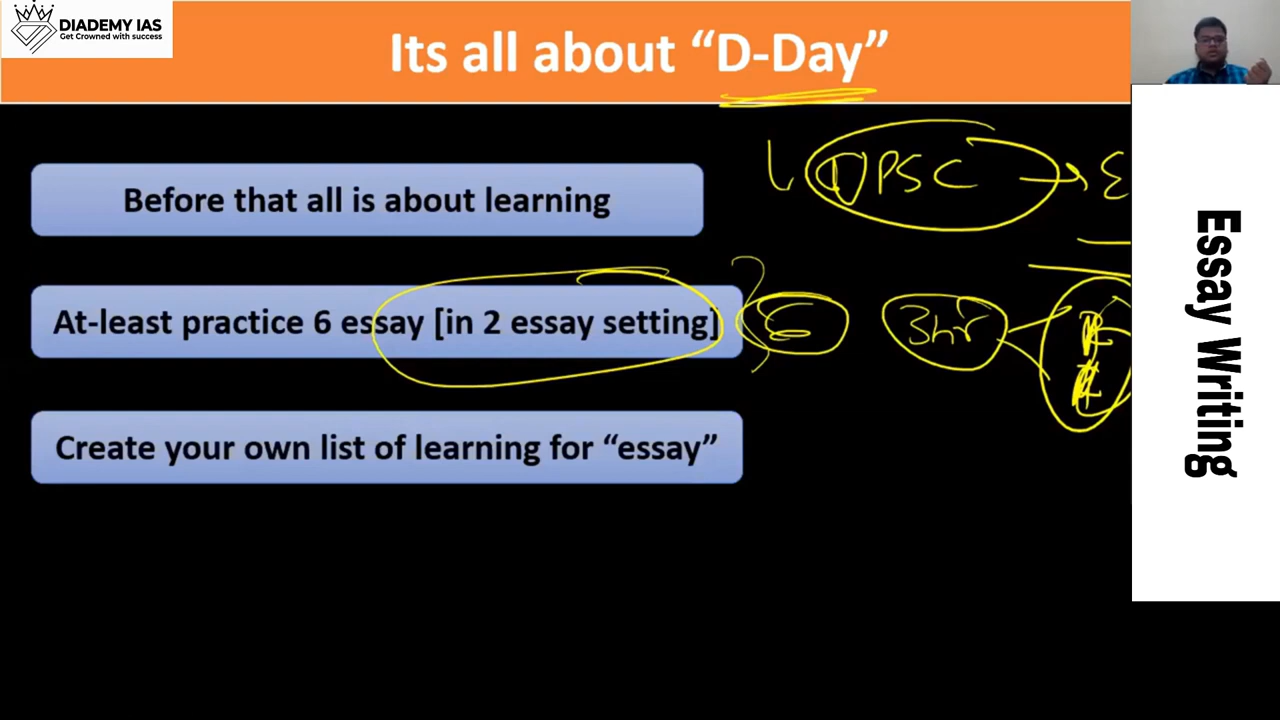 DIADEMY IAS
Get Crowned with success
Its all about “D-Day”
Before that all is about learning
UPSC
At-least practice 6 essay [in 2 essay setting]
3hr
Create your own list of learning for “essay”
Essay Writing